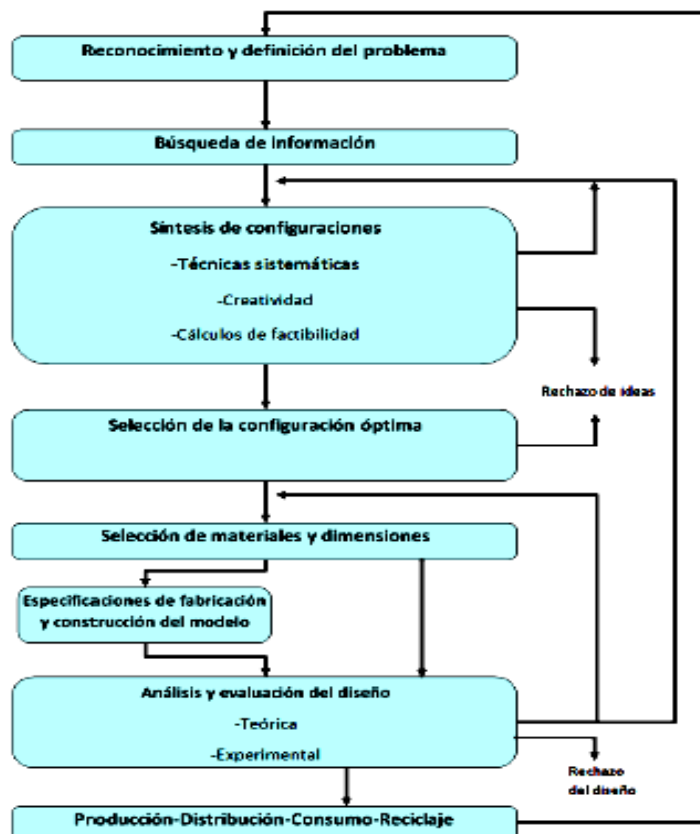 Reconocimiento y definición del problema
Búsqueda de información
Síntesis de configuraciones
-Técnicas sistemáticas
-Creatividad
-Cálculos de factibilidad
Rechazo de ideas
Selección de la configuración óptima
Selección de materiales y dimensiones
Especificaciones de fabricación
y construcción del modelo
Análisis y evaluación del diseño
-Teórica
-Experimental
Rechazo
del diseño
Producción-Distribución-Consumo-Reciclaje